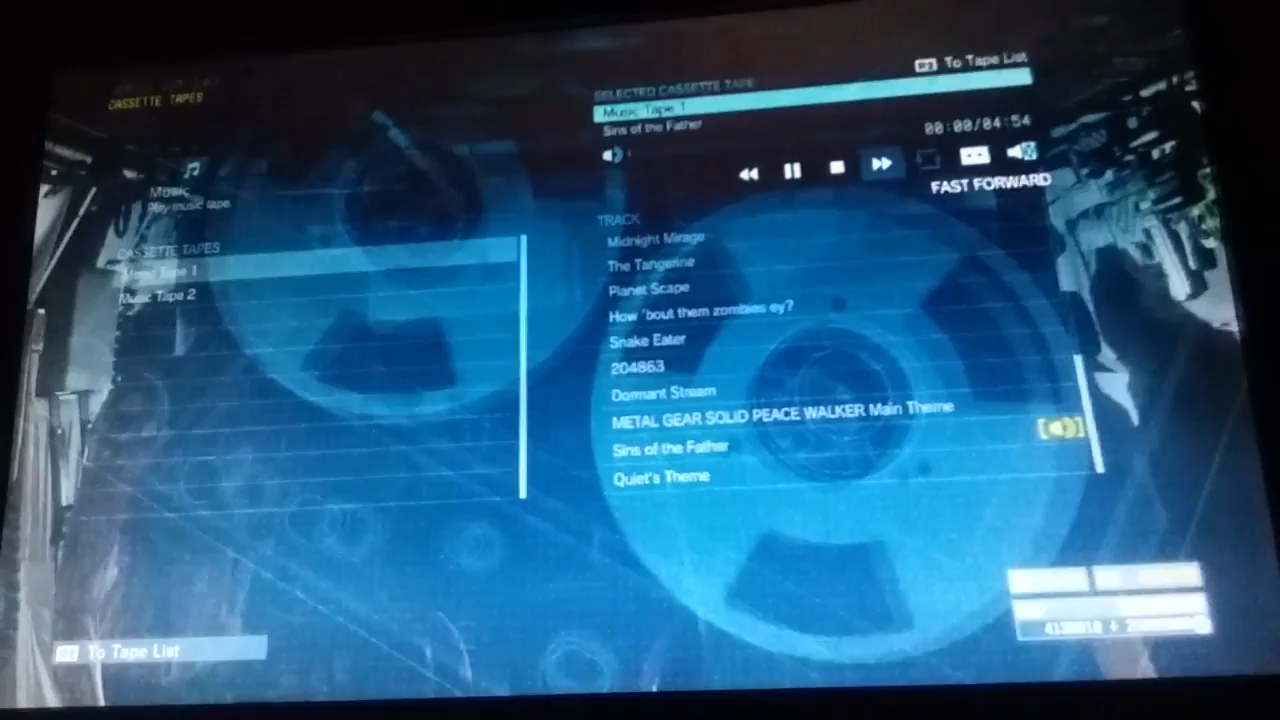 CASSETTE TAPES
Music
Play music tape
CASSETTE TAPES
Music Tape 1
Music Tape 2
To Tape List
SELECTED CASSETTE TAPE
Music Tape 1
Sins of the Father
00:00/04:54
FAST FORWARD
TRACK
Midnight Mirage
The Tangerine
Planet Scape
How 'bout them zombies ey?
Snake Eater
204863
Dormant Stream
METAL GEAR SOLID PEACE WALKER Main Theme
Sins of the Father
Quiet's Theme
To Tape List